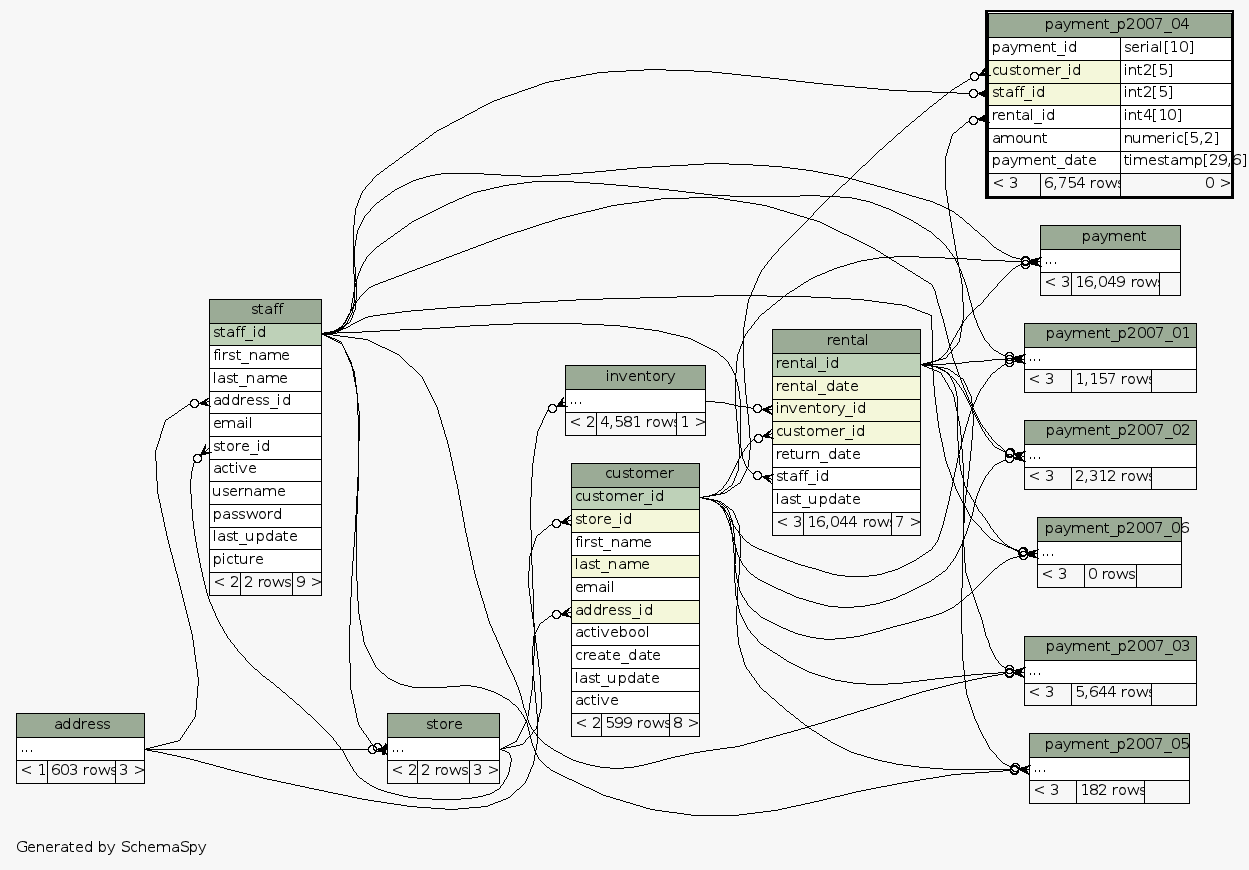 payment_p2007_04
payment_id serial[10]
customer_id int2[5]
staff_id int2[5]
rental_id int4[10]
amount numeric[5,2]
payment_date timestamp[29,6]
< 3 6,754 rows 0 >
payment
...
< 3 16,049 rows
payment_p2007_01
...
< 3 1,157 rows
payment_p2007_02
...
< 3 2,312 rows
payment_p2007_06
...
< 3 0 rows
payment_p2007_03
...
< 3 5,644 rows
payment_p2007_05
...
< 3 182 rows
staff
staff_id
first_name
last_name
address_id
email
store_id
active
username
password
last_update
picture
< 2 2 rows 9 >
inventory
...
< 2 4,581 rows 1 >
rental
rental_id
rental_date
inventory_id
customer_id
return_date
staff_id
last_update
< 3 16,044 rows 7 >
customer
customer_id
store_id
first_name
last_name
email
address_id
activebool
create_date
last_update
active
< 2 599 rows 8 >
address
...
< 1 603 rows 3 >
store
...
< 2 2 rows 3 >
Generated by SchemaSpy